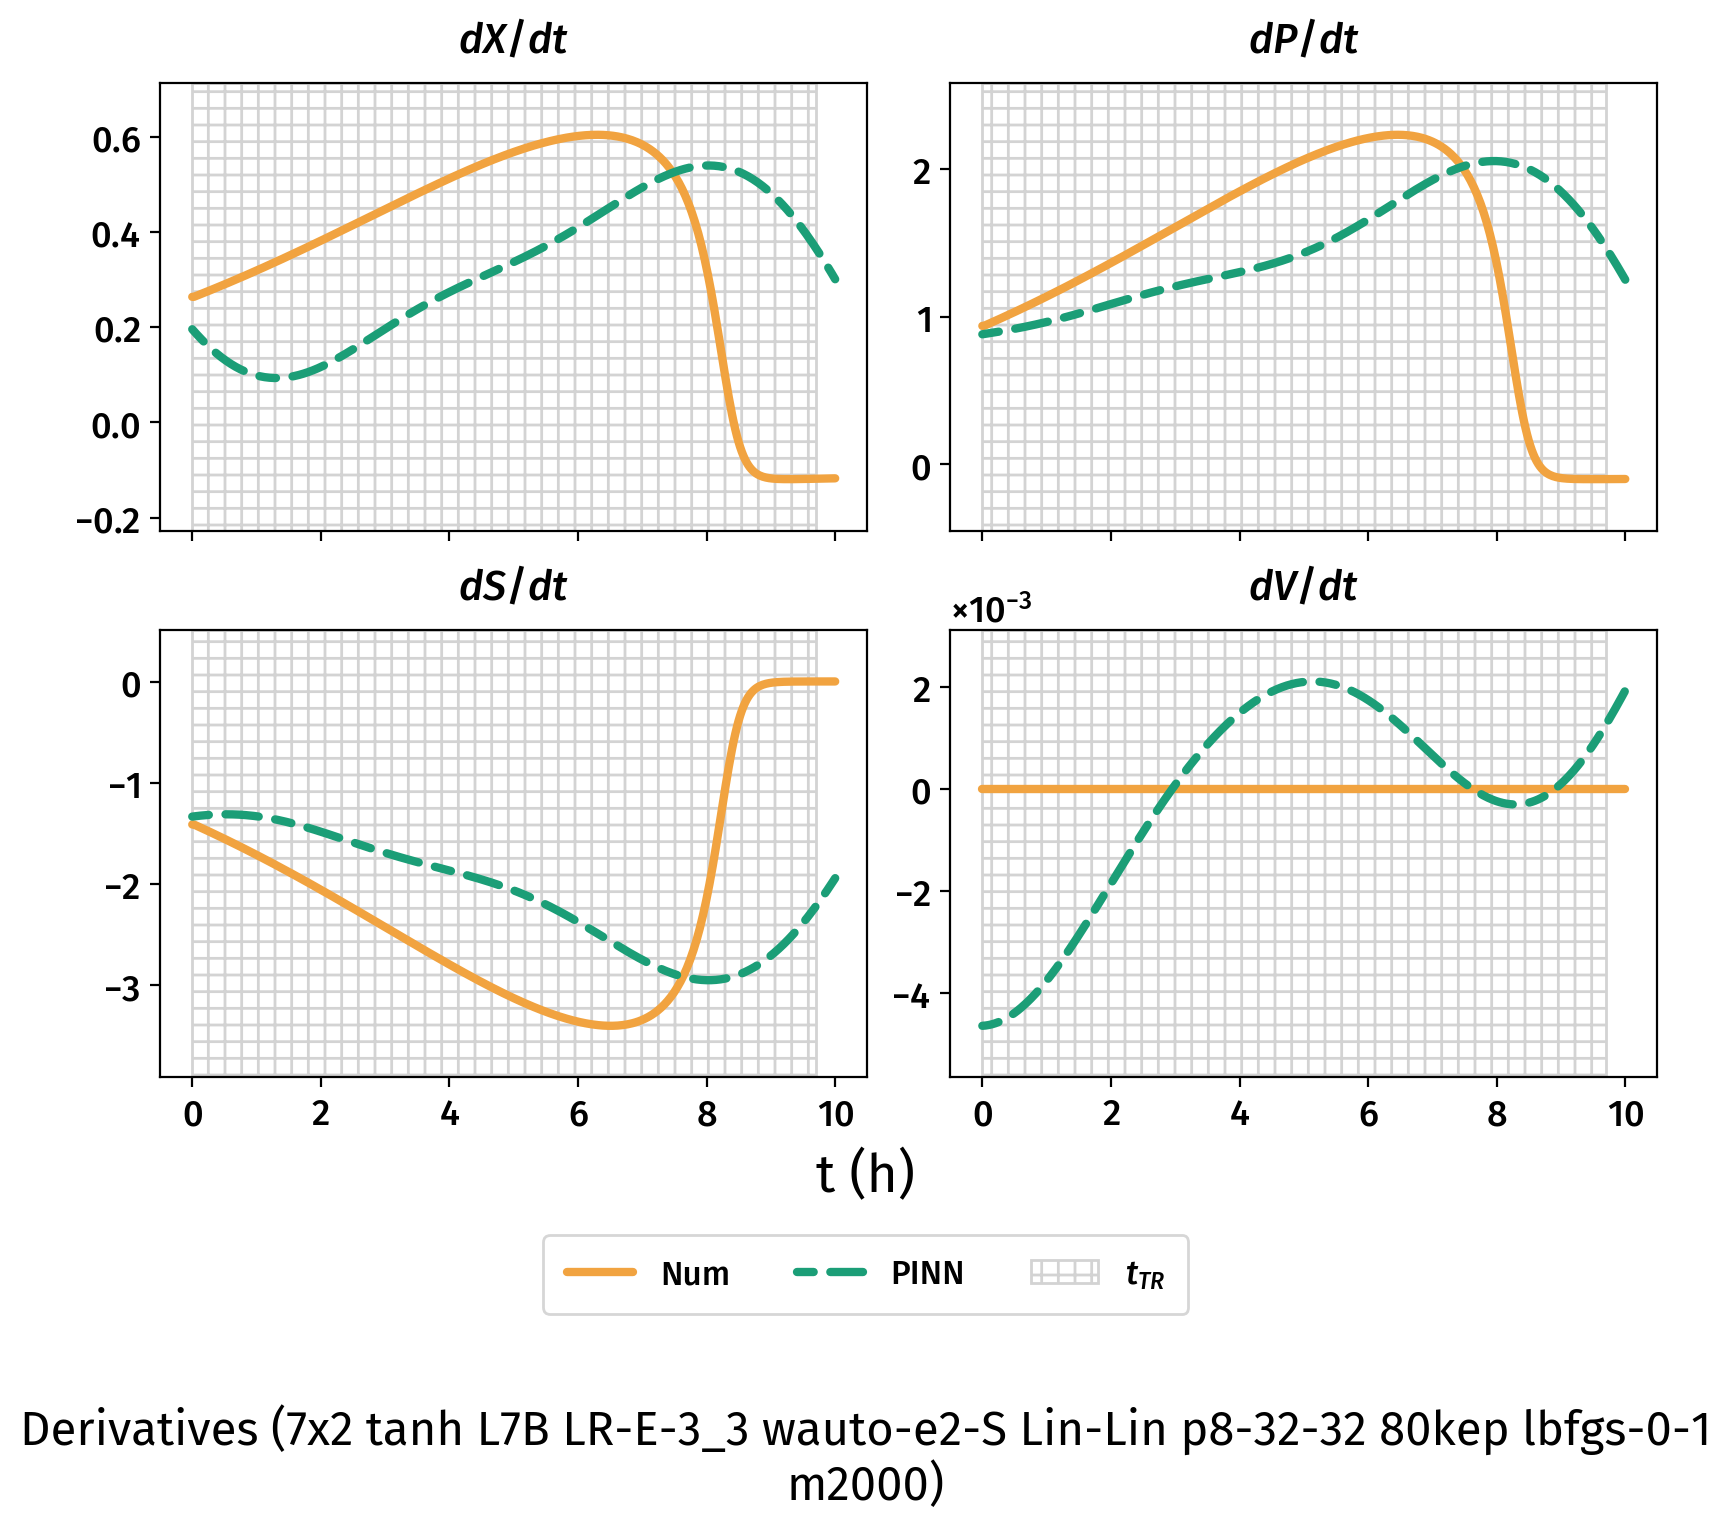 dX/dt
dP/dt
0.6
0.4
0.2
0.0
−0.2
2
1
0
dS/dt
dV/dt
×10⁻³
0
−1
−2
−3
0 2 4 6 8 10
2
0
−2
−4
0 2 4 6 8 10
t (h)
Num PINN t_TR
Derivatives (7x2 tanh L7B LR-E-3_3 wauto-e2-S Lin-Lin p8-32-32 80kep lbfgs-0-1
m2000)